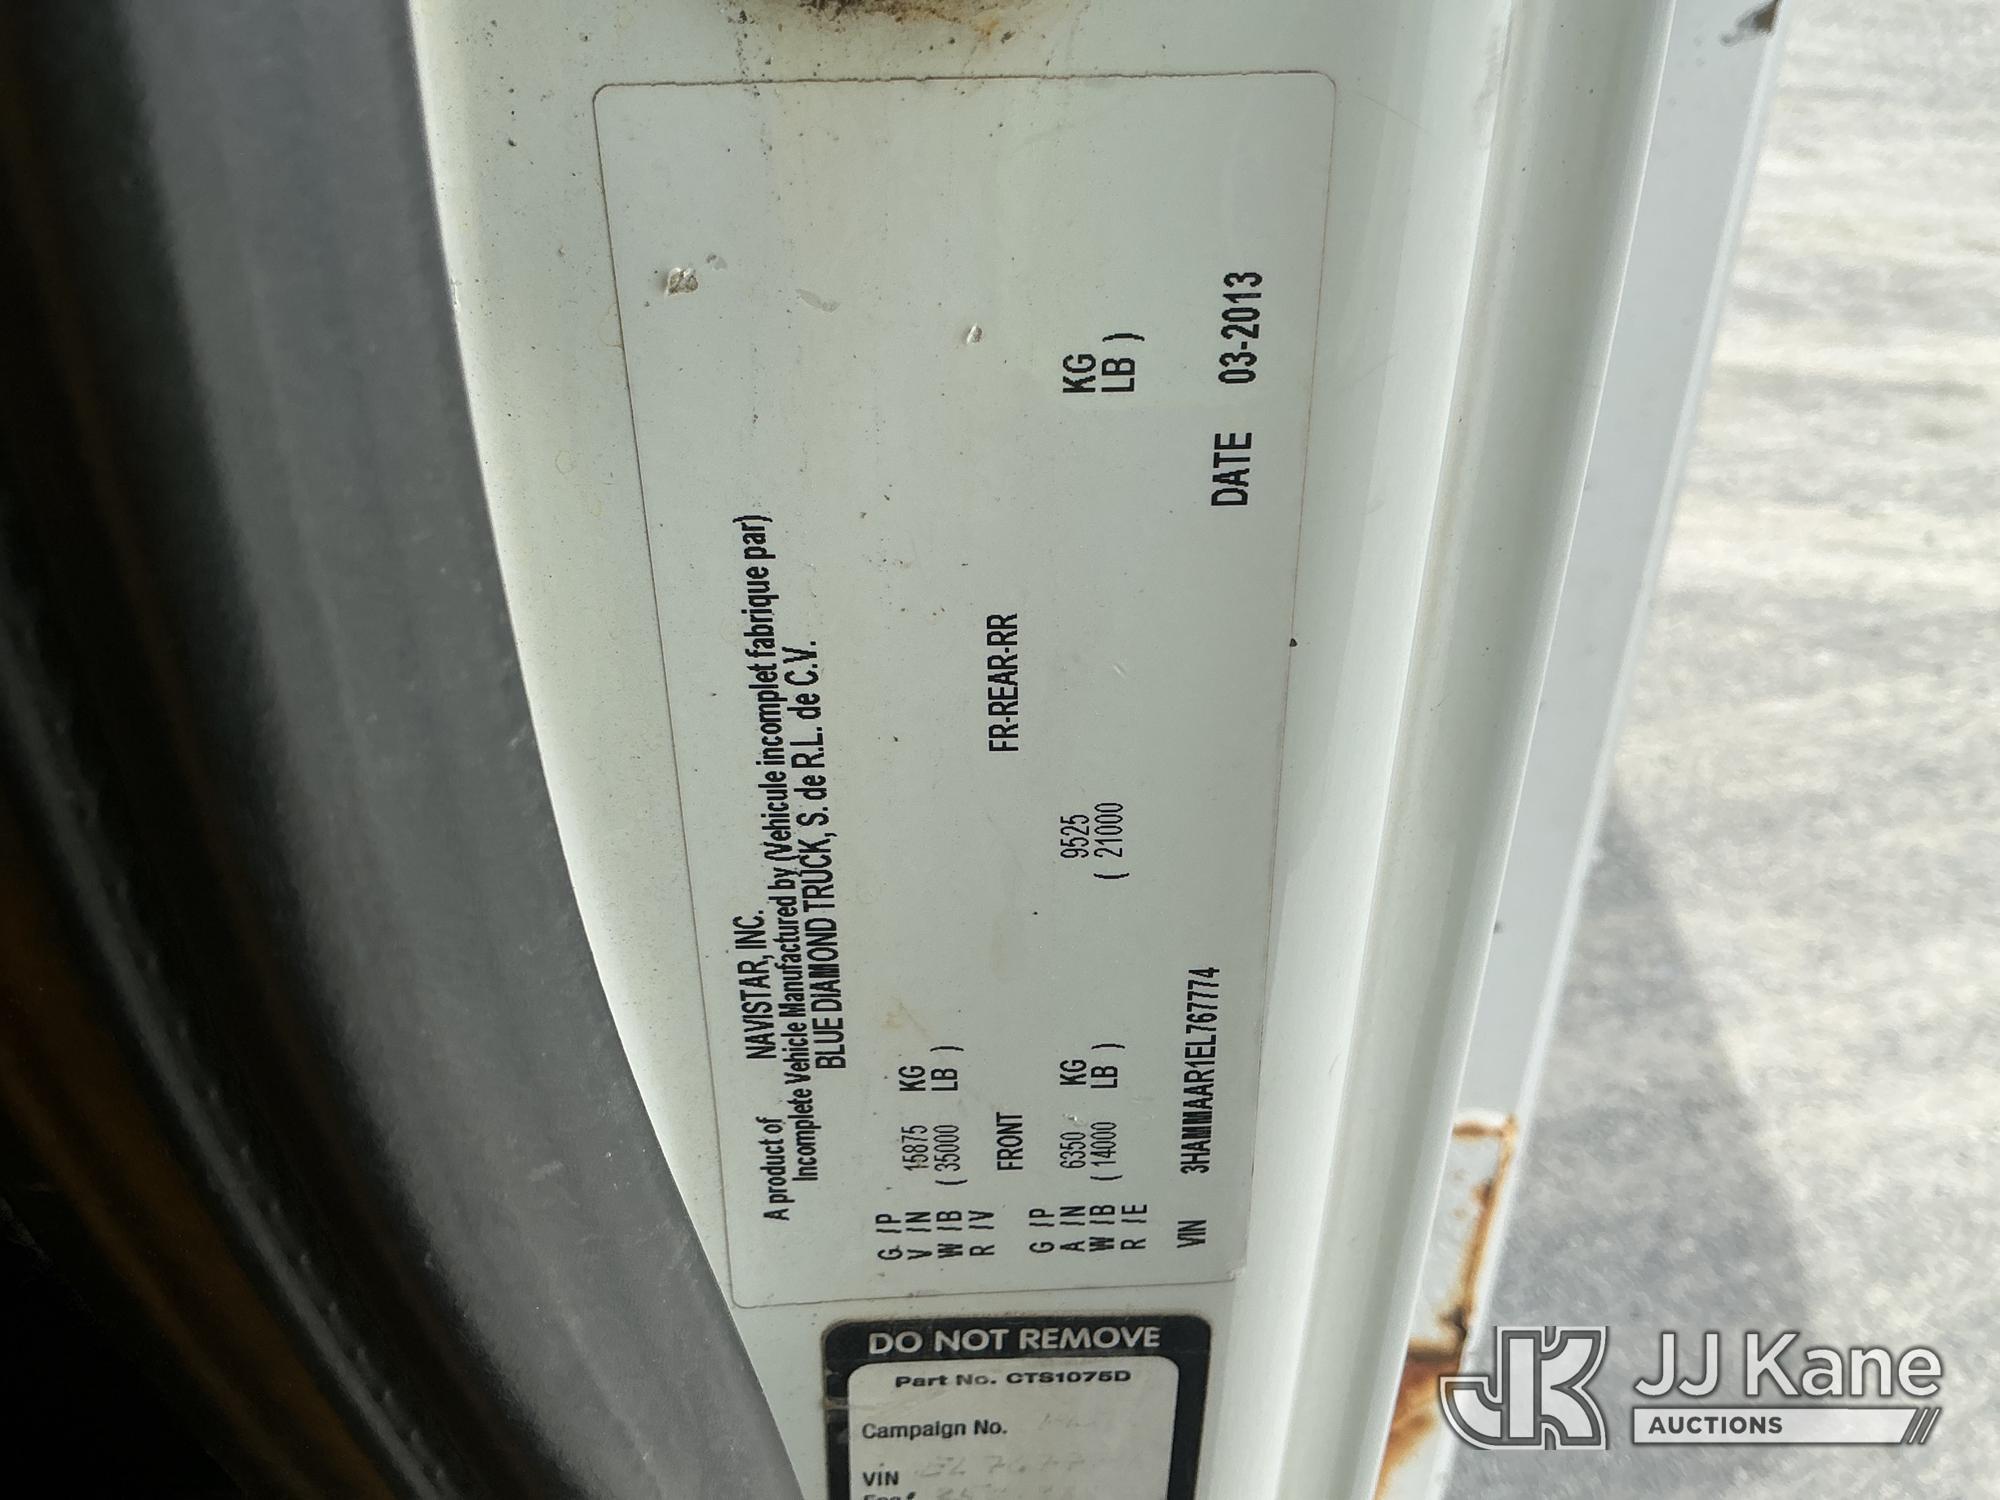 A product of NAVISTAR, INC.
Incomplete Vehicle Manufactured by (Vehicule incomplet fabrique par)
BLUE DIAMOND TRUCK, S. de R.L. de C.V.
G /P
V /N 15875 KG
W /B ( 35000 LB )
R /V
FRONT FR-REAR-RR
G /P
A /N 6350 KG 9525 KG
W /B ( 14000 LB ) ( 21000 LB )
R /E
VIN 3HAMMAAR1EL767774 DATE 03-2013
DO NOT REMOVE
Part No. CTS1075D
Campaign No.
VIN
JK JJ Kane
AUCTIONS